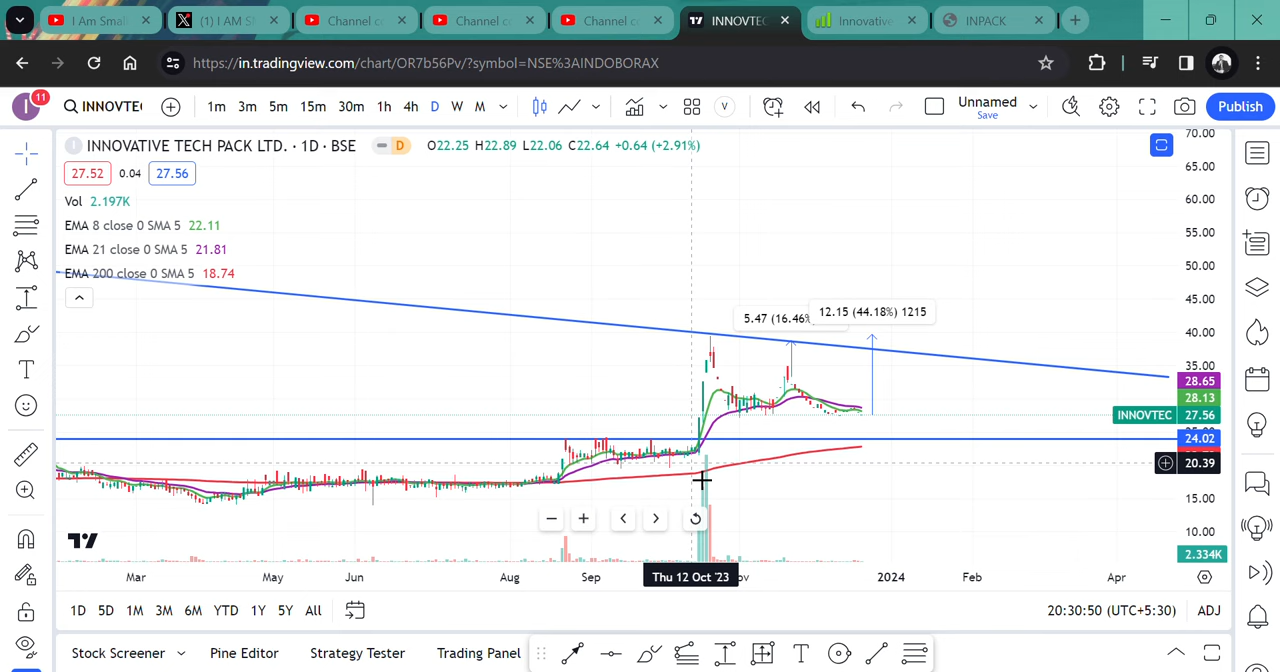 I Am Small
(1) I AM S
Channel co
Channel co
Channel co
INNOVTEC
Innovative
INPACK
https://in.tradingview.com/chart/OR7b56Pv/?symbol=NSE%3AINDOBORAX
I 11
INNOVTEC
1m 3m 5m 15m 30m 1h 4h D W M
V
Unnamed
Save
Publish
I INNOVATIVE TECH PACK LTD. · 1D · BSE D O22.25 H22.89 L22.06 C22.64 +0.64 (+2.91%)
27.52 0.04 27.56
Vol 2.197K
EMA 8 close 0 SMA 5 22.11
EMA 21 close 0 SMA 5 21.81
EMA 200 close 0 SMA 5 18.74
5.47 (16.46%)
12.15 (44.18%) 1215
70.00
65.00
60.00
55.00
50.00
45.00
40.00
35.00
28.65
28.13
INNOVTEC 27.56
24.02
20.39
15.00
10.00
2.334K
Mar May Jun Aug Sep Thu 12 Oct '23 ov 2024 Feb Apr
1D 5D 1M 3M 6M YTD 1Y 5Y All
20:30:50 (UTC+5:30) ADJ
Stock Screener Pine Editor Strategy Tester Trading Panel
T